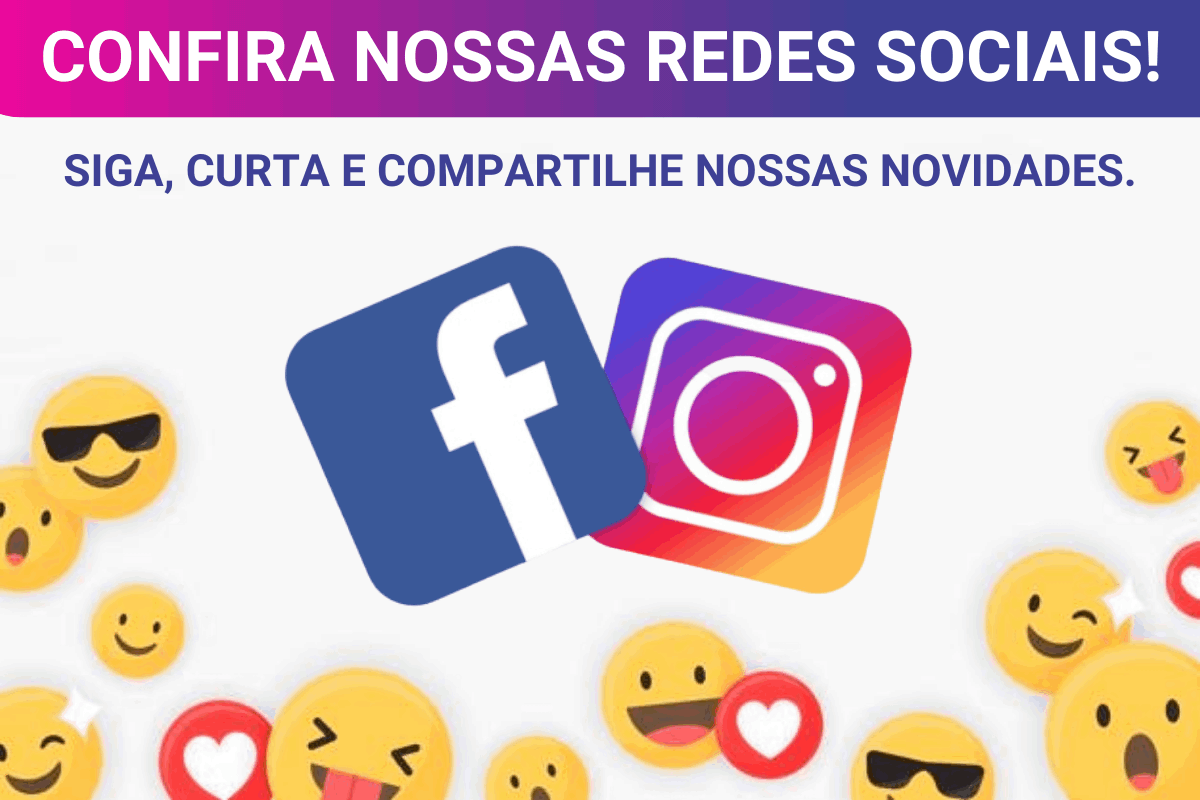 CONFIRA NOSSAS REDES SOCIAIS!
SIGA, CURTA E COMPARTILHE NOSSAS NOVIDADES.